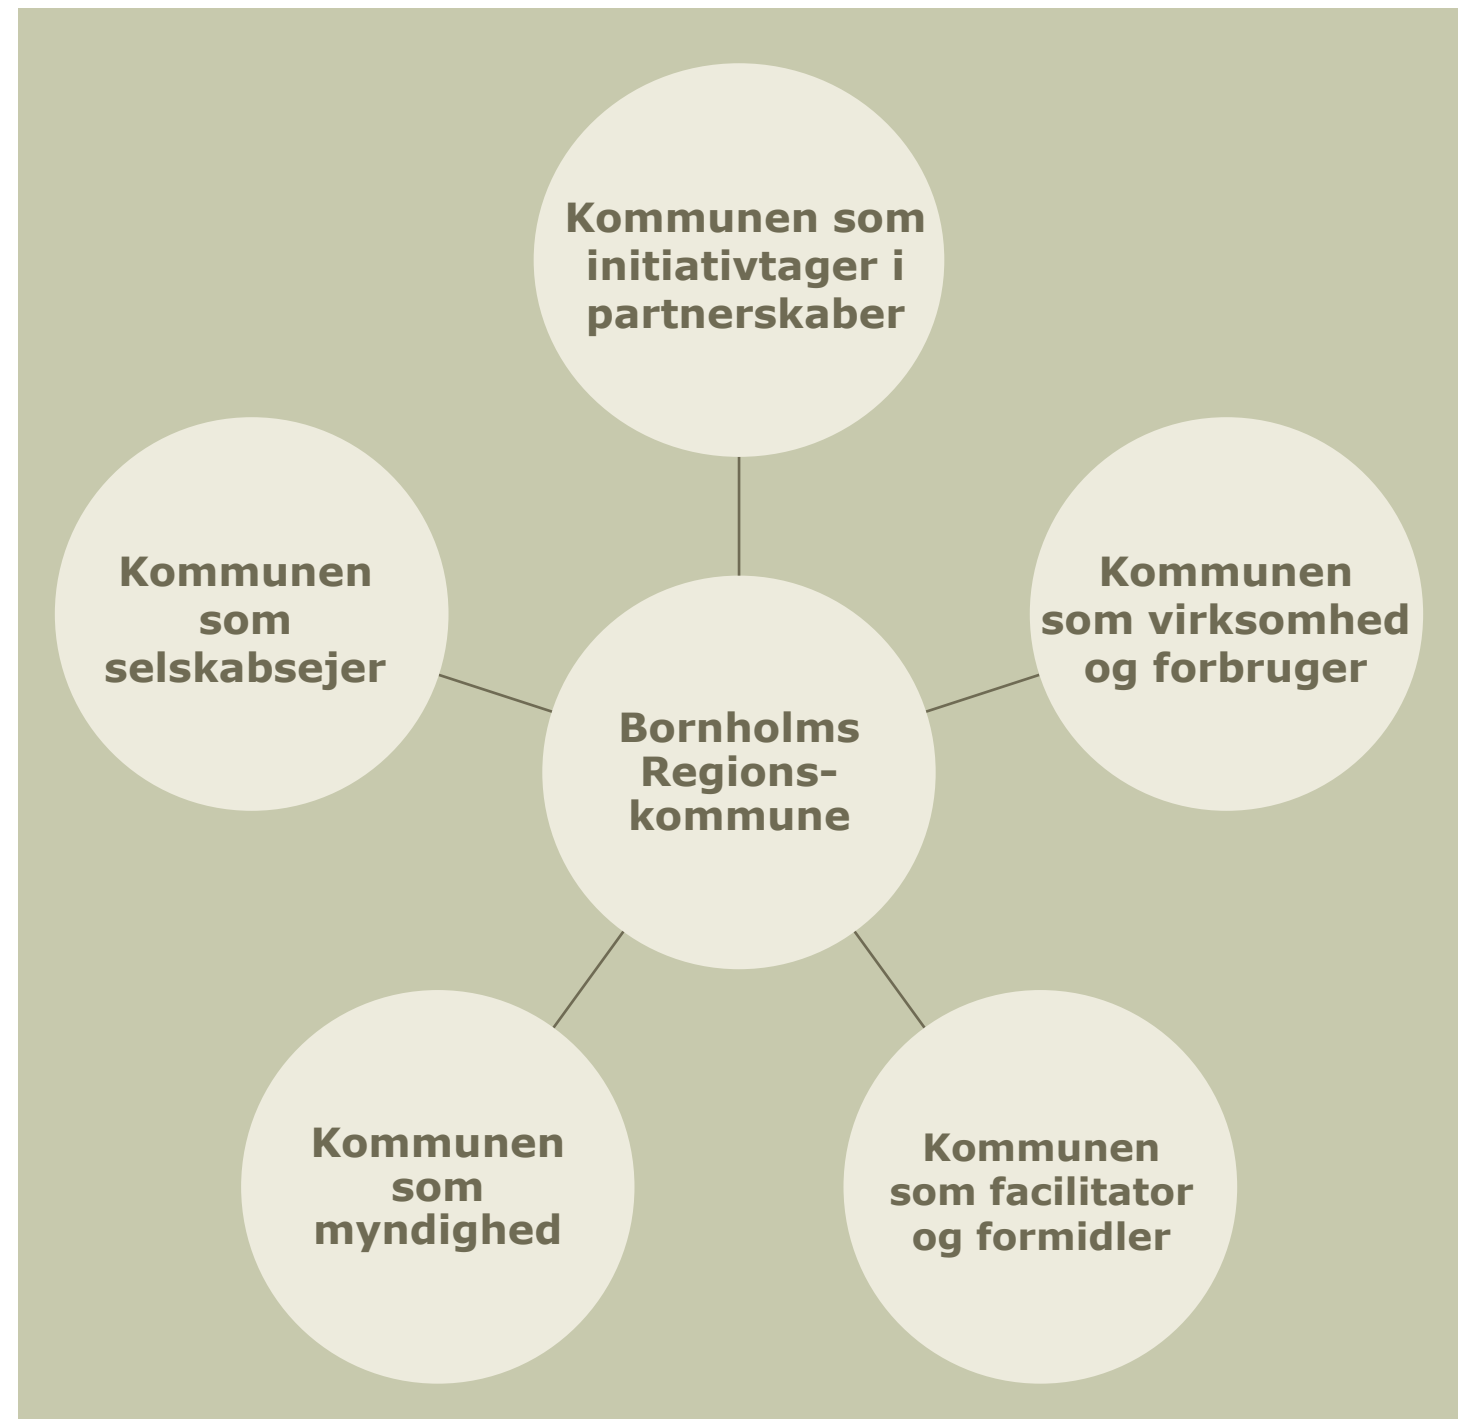 Kommunen som
initiativtager i
partnerskaber
Kommunen
som
selskabsejer
Kommunen
som virksomhed
og forbruger
Bornholms
Regions-
kommune
Kommunen
som
myndighed
Kommunen
som facilitator
og formidler